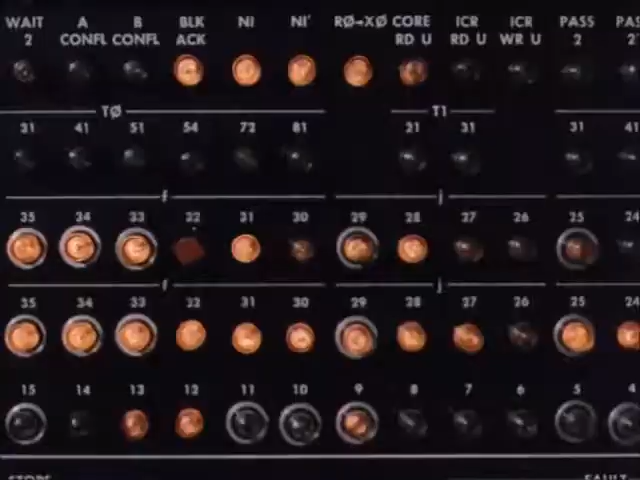 WAIT A B BLK NI NI' RØ→XØ CORE ICR ICR PASS PAS
2 CONFL CONFL ACK RD U RD U WR U 2 2'
TØ T1
31 41 51 54 72 81 21 31 31 41
f j
35 34 33 32 31 30 29 28 27 26 25 24
f j
35 34 33 32 31 30 29 28 27 26 25 24
15 14 13 12 11 10 9 8 7 6 5 4
STORE FAULT